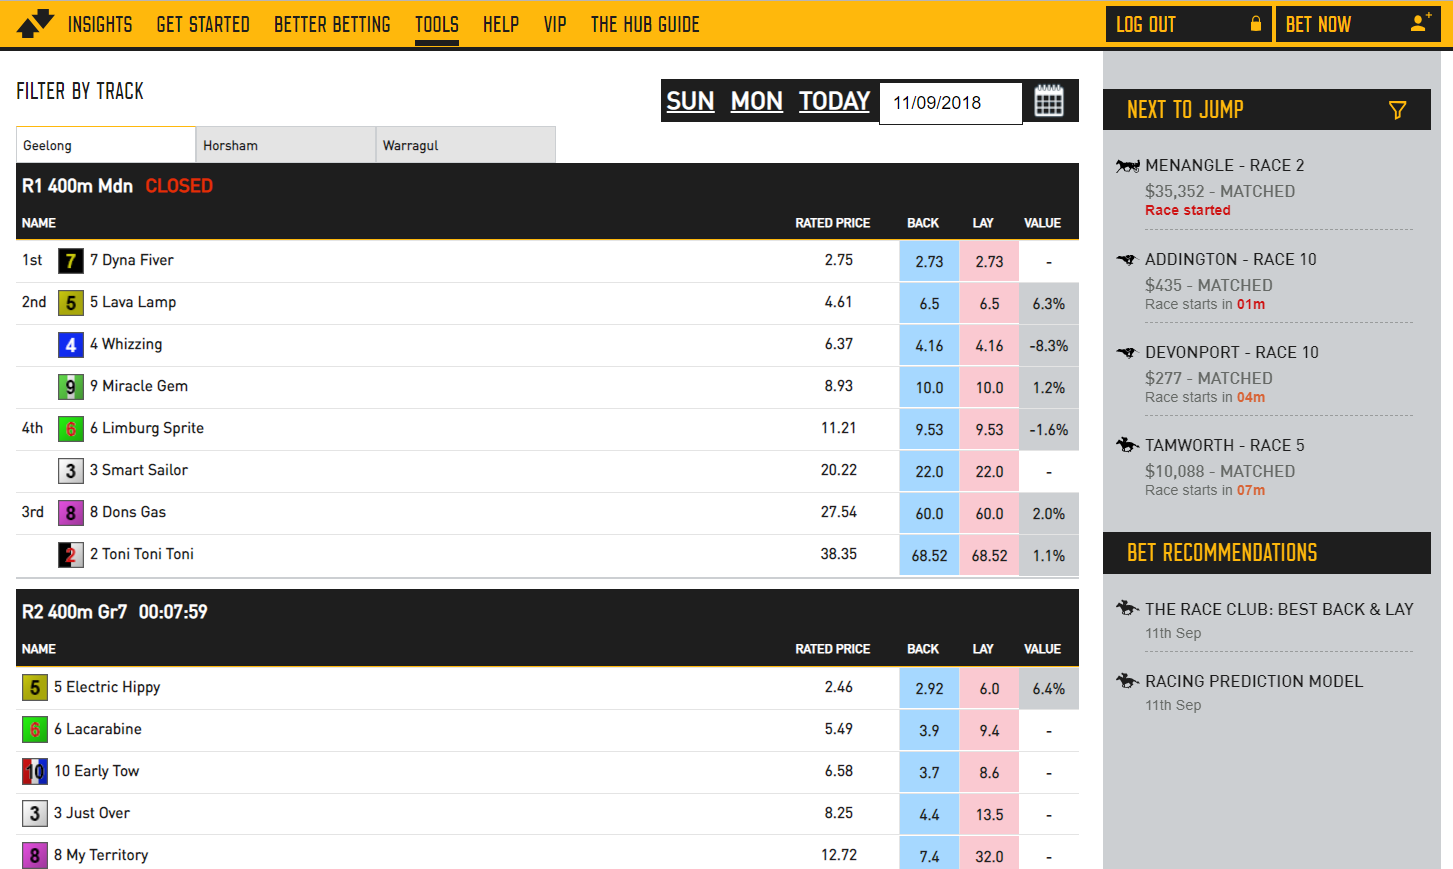 INSIGHTS GET STARTED BETTER BETTING TOOLS HELP VIP THE HUB GUIDE LOG OUT BET NOW
FILTER BY TRACK
SUN MON TODAY 11/09/2018
Geelong Horsham Warragul
R1 400m Mdn CLOSED
NAME RATED PRICE BACK LAY VALUE
1st 7 7 Dyna Fiver 2.75 2.73 2.73 -
2nd 5 5 Lava Lamp 4.61 6.5 6.5 6.3%
4 4 Whizzing 6.37 4.16 4.16 -8.3%
9 9 Miracle Gem 8.93 10.0 10.0 1.2%
4th 6 6 Limburg Sprite 11.21 9.53 9.53 -1.6%
3 3 Smart Sailor 20.22 22.0 22.0 -
3rd 8 8 Dons Gas 27.54 60.0 60.0 2.0%
2 2 Toni Toni Toni 38.35 68.52 68.52 1.1%
R2 400m Gr7 00:07:59
NAME RATED PRICE BACK LAY VALUE
5 5 Electric Hippy 2.46 2.92 6.0 6.4%
6 6 Lacarabine 5.49 3.9 9.4 -
10 10 Early Tow 6.58 3.7 8.6 -
3 3 Just Over 8.25 4.4 13.5 -
8 8 My Territory 12.72 7.4 32.0 -
NEXT TO JUMP
MENANGLE - RACE 2
$35,352 - MATCHED
Race started
ADDINGTON - RACE 10
$435 - MATCHED
Race starts in 01m
DEVONPORT - RACE 10
$277 - MATCHED
Race starts in 04m
TAMWORTH - RACE 5
$10,088 - MATCHED
Race starts in 07m
BET RECOMMENDATIONS
THE RACE CLUB: BEST BACK & LAY
11th Sep
RACING PREDICTION MODEL
11th Sep